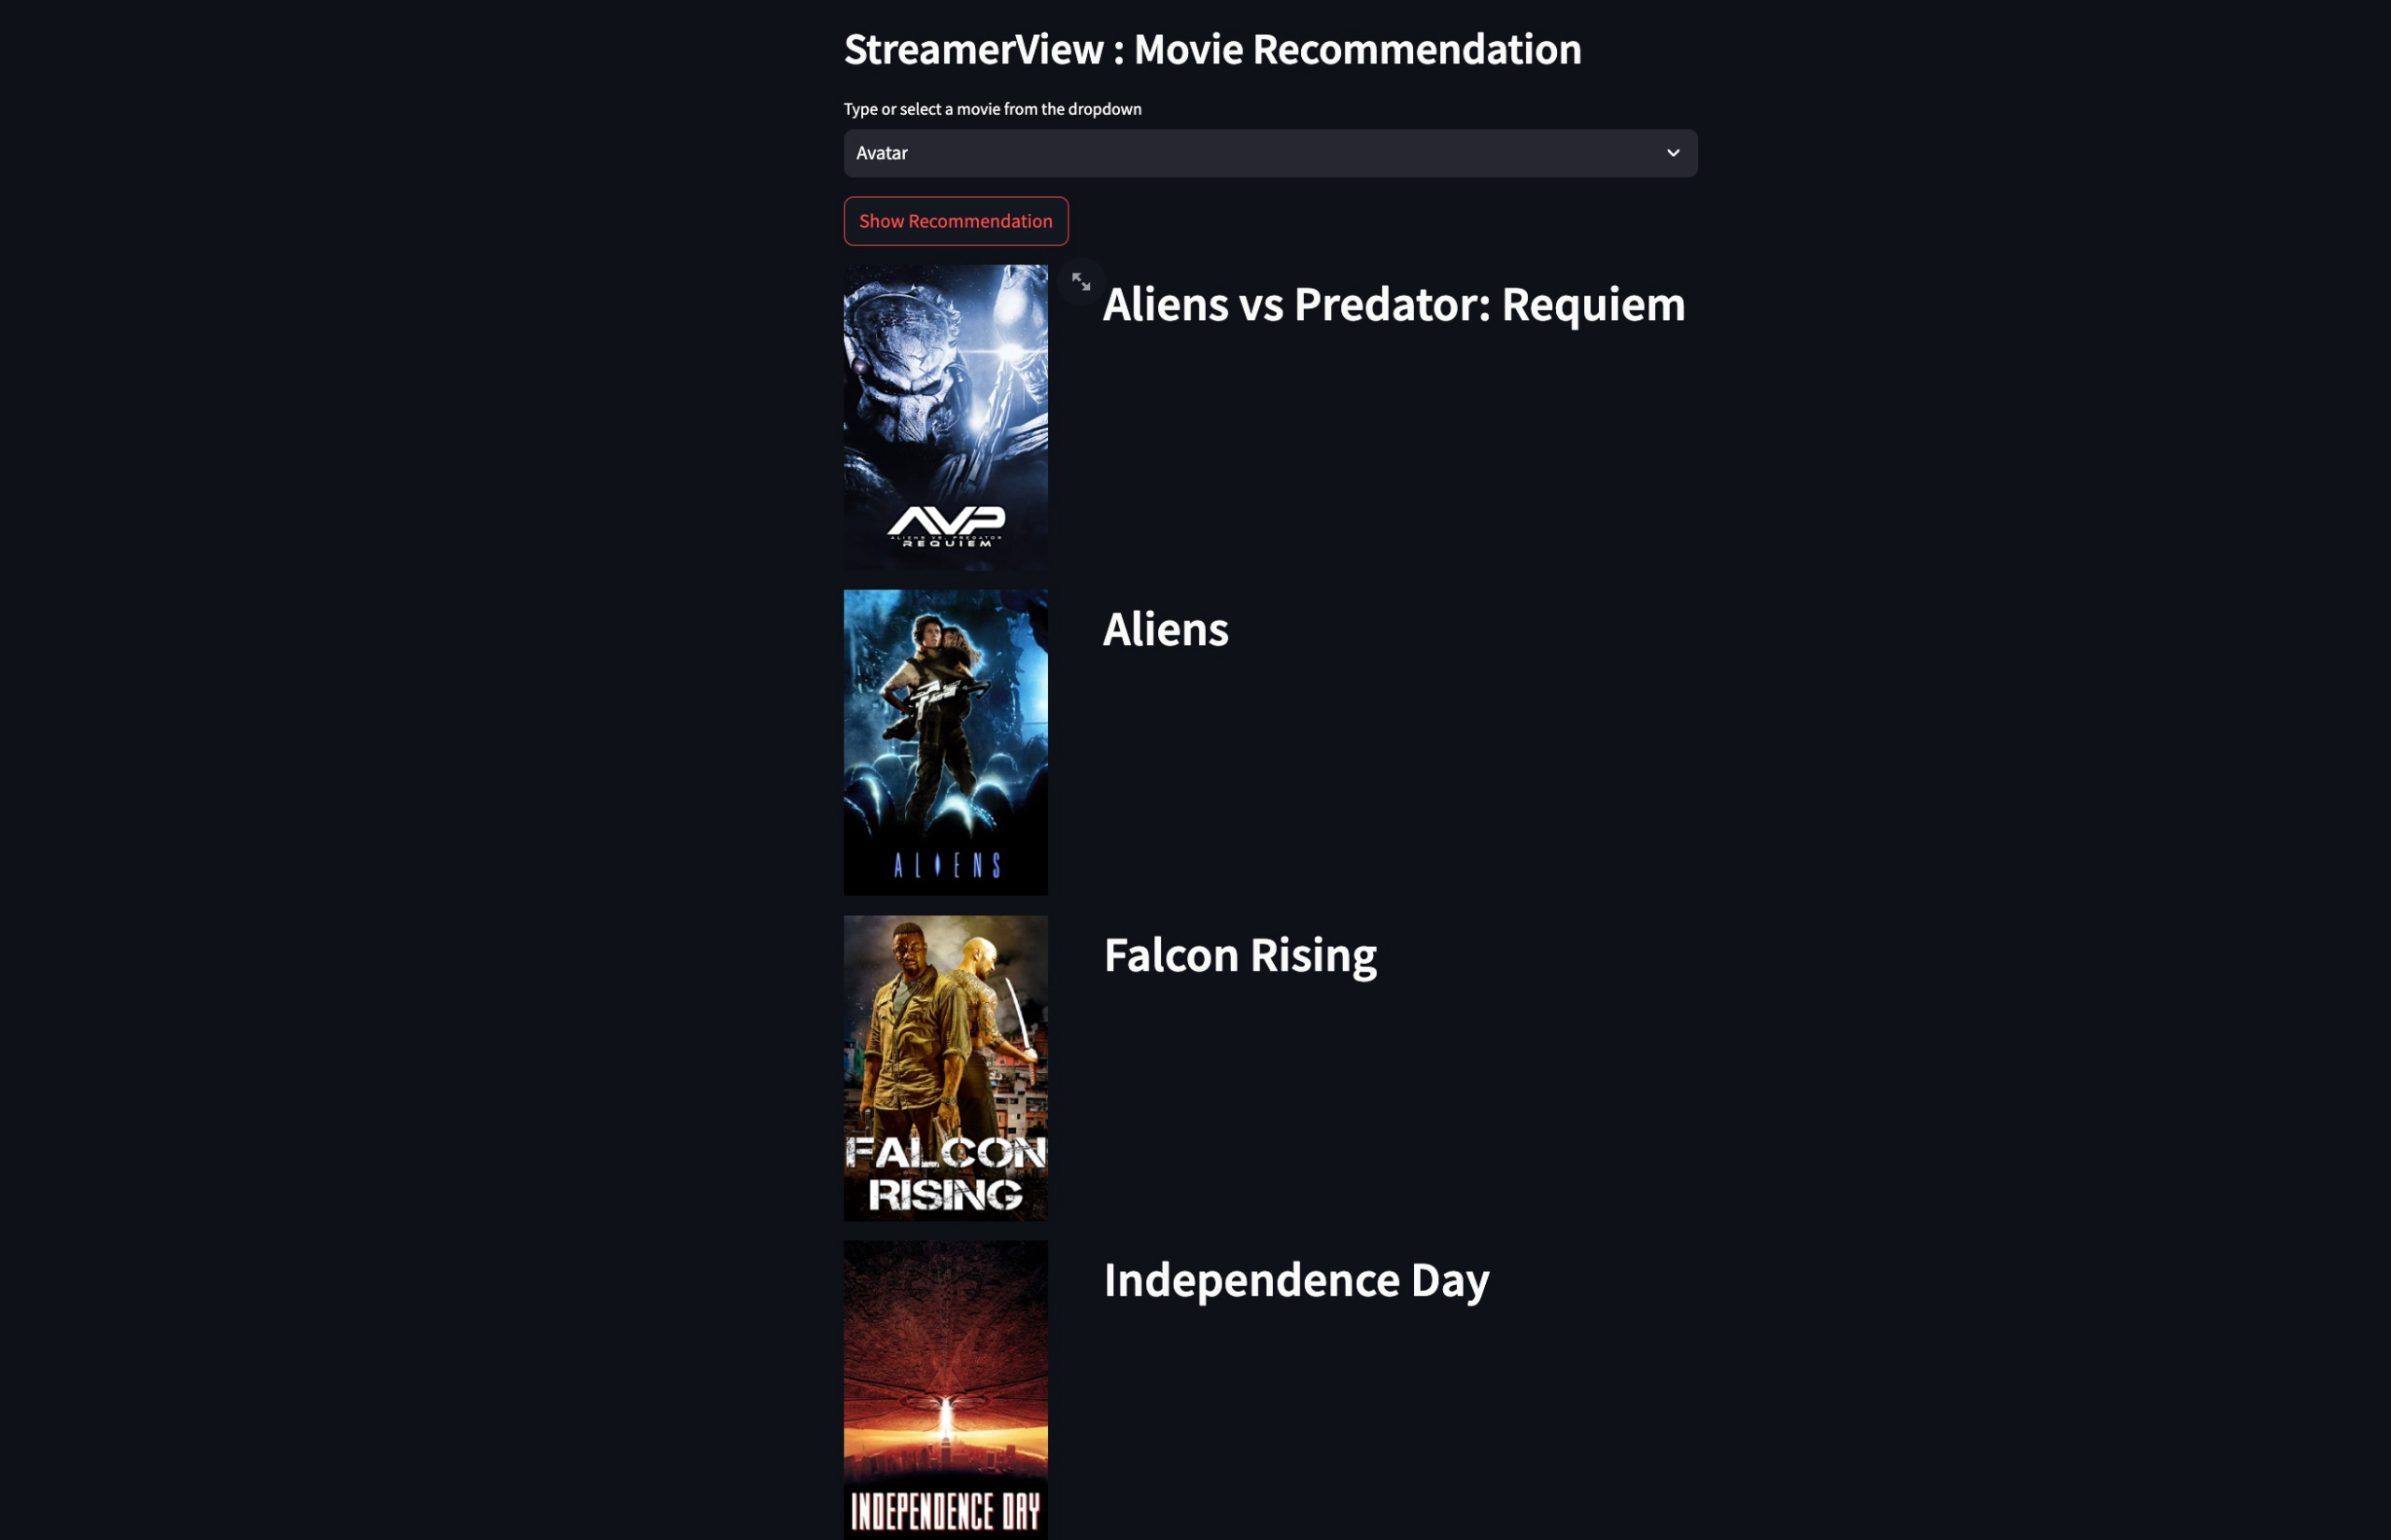 StreamerView : Movie Recommendation
Type or select a movie from the dropdown
Avatar
Show Recommendation
Aliens vs Predator: Requiem
AVP
ALIENS VS. PREDATOR
REQUIEM
Aliens
ALIENS
Falcon Rising
FALCON
RISING
Independence Day
INDEPENDENCE DAY